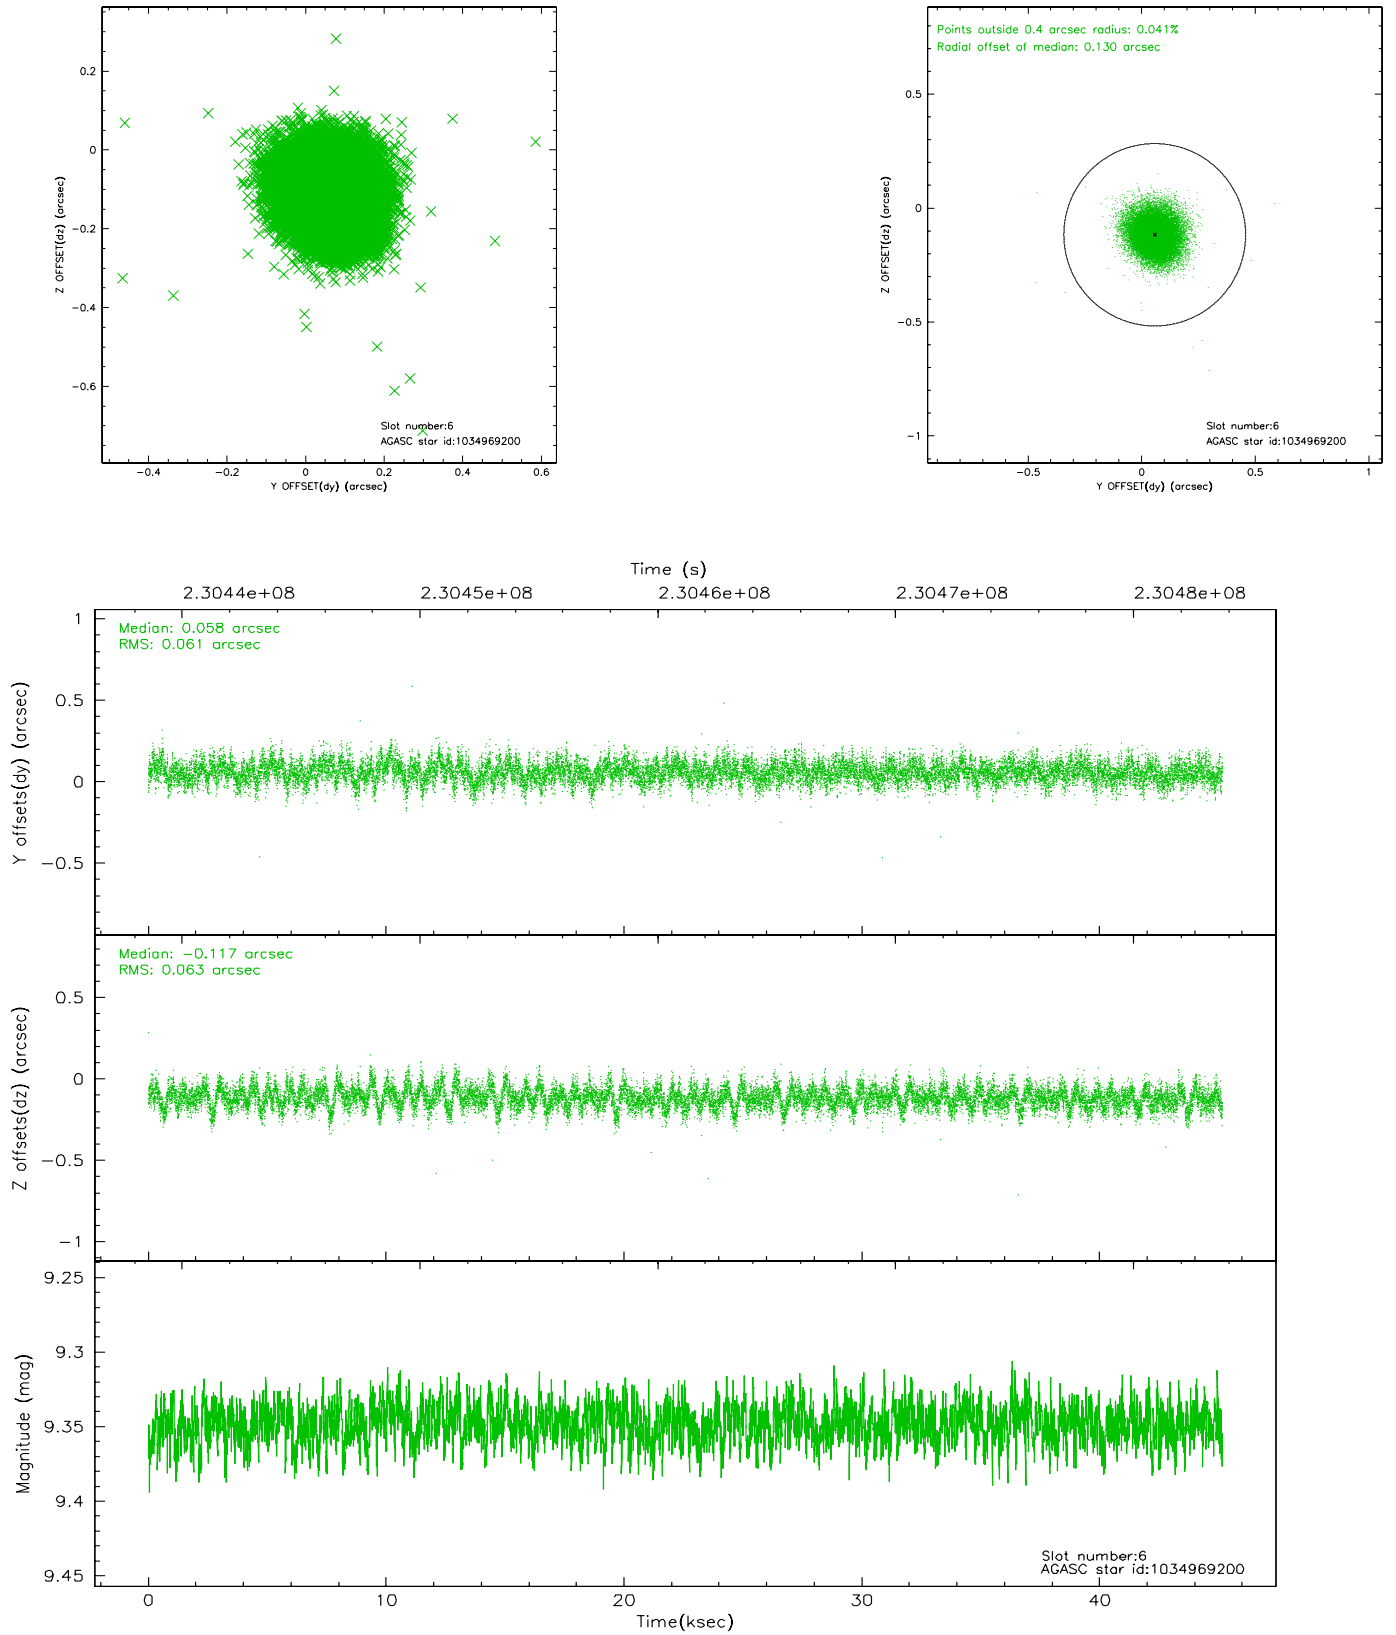 0.2
0
−0.2
−0.4
−0.6
Z OFFSET(dz) (arcsec)
Slot number:6
AGASC star id:1034969200
−0.4
−0.2
0
0.2
0.4
0.6
Y OFFSET(dy) (arcsec)
Points outside 0.4 arcsec radius: 0.041%
Radial offset of median: 0.130 arcsec
0.5
0
−0.5
−1
Z OFFSET(dz) (arcsec)
Slot number:6
AGASC star id:1034969200
−0.5
0
0.5
1
Y OFFSET(dy) (arcsec)
Time (s)
2.3044e+08
2.3045e+08
2.3046e+08
2.3047e+08
2.3048e+08
Median: 0.058 arcsec
RMS: 0.061 arcsec
1
0.5
0
−0.5
Y offsets(dy) (arcsec)
Median: −0.117 arcsec
RMS: 0.063 arcsec
0.5
0
−0.5
−1
Z offsets(dz) (arcsec)
9.25
9.3
9.35
9.4
9.45
Magnitude (mag)
Slot number:6
AGASC star id:1034969200
0
10
20
30
40
Time(ksec)